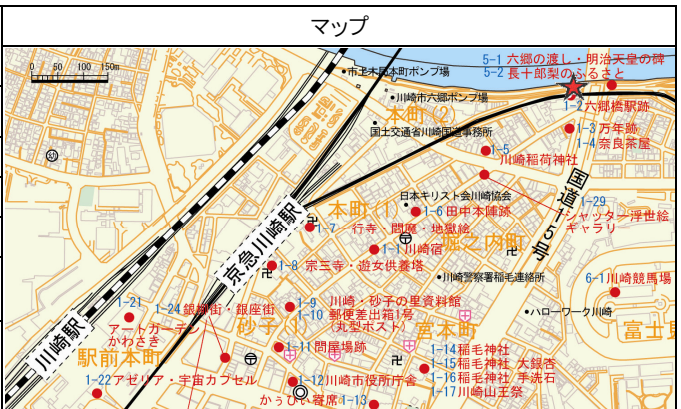 マップ
0 50 100 150m
5-1 六郷の渡し・明治天皇の碑
5-2 長十郎梨のふるさと
市上木田本町ポンプ場
川崎市六郷ポンプ場
本町(2)
1-2 六郷橋駅跡
国土交通省川崎国道事務所
1-3 万年跡
1-4 奈良茶屋
1-5
川崎稲荷神社
国道15号
日本キリスト会川崎協会
1-29
シャッター浮世絵
ギャラリ
本町(1)
1-6 田中本陣跡
1-7 一行寺・閻魔・地獄絵
堀之内町
1-1 川崎宿
京急川崎駅
1-8 宗三寺・遊女供養塔
川崎警察署稲毛連絡所
6-1 川崎競馬場
1-21
アートガーデン
かわさき
1-24 銀柳街・銀座街
1-9 川崎・砂子の里資料館
1-10 郵便差出箱1号
(丸型ポスト)
ハローワーク川崎
砂子(1)
宮本町
富士見
川崎駅
駅前本町
1-11 問屋場跡
1-14 稲毛神社
1-15 稲毛神社 大銀杏
1-16 稲毛神社 手洗石
1-17 川崎山王祭
1-22 アゼリア・宇宙カプセル
1-12 川崎市役所庁舎
かわさき寄席 1-13